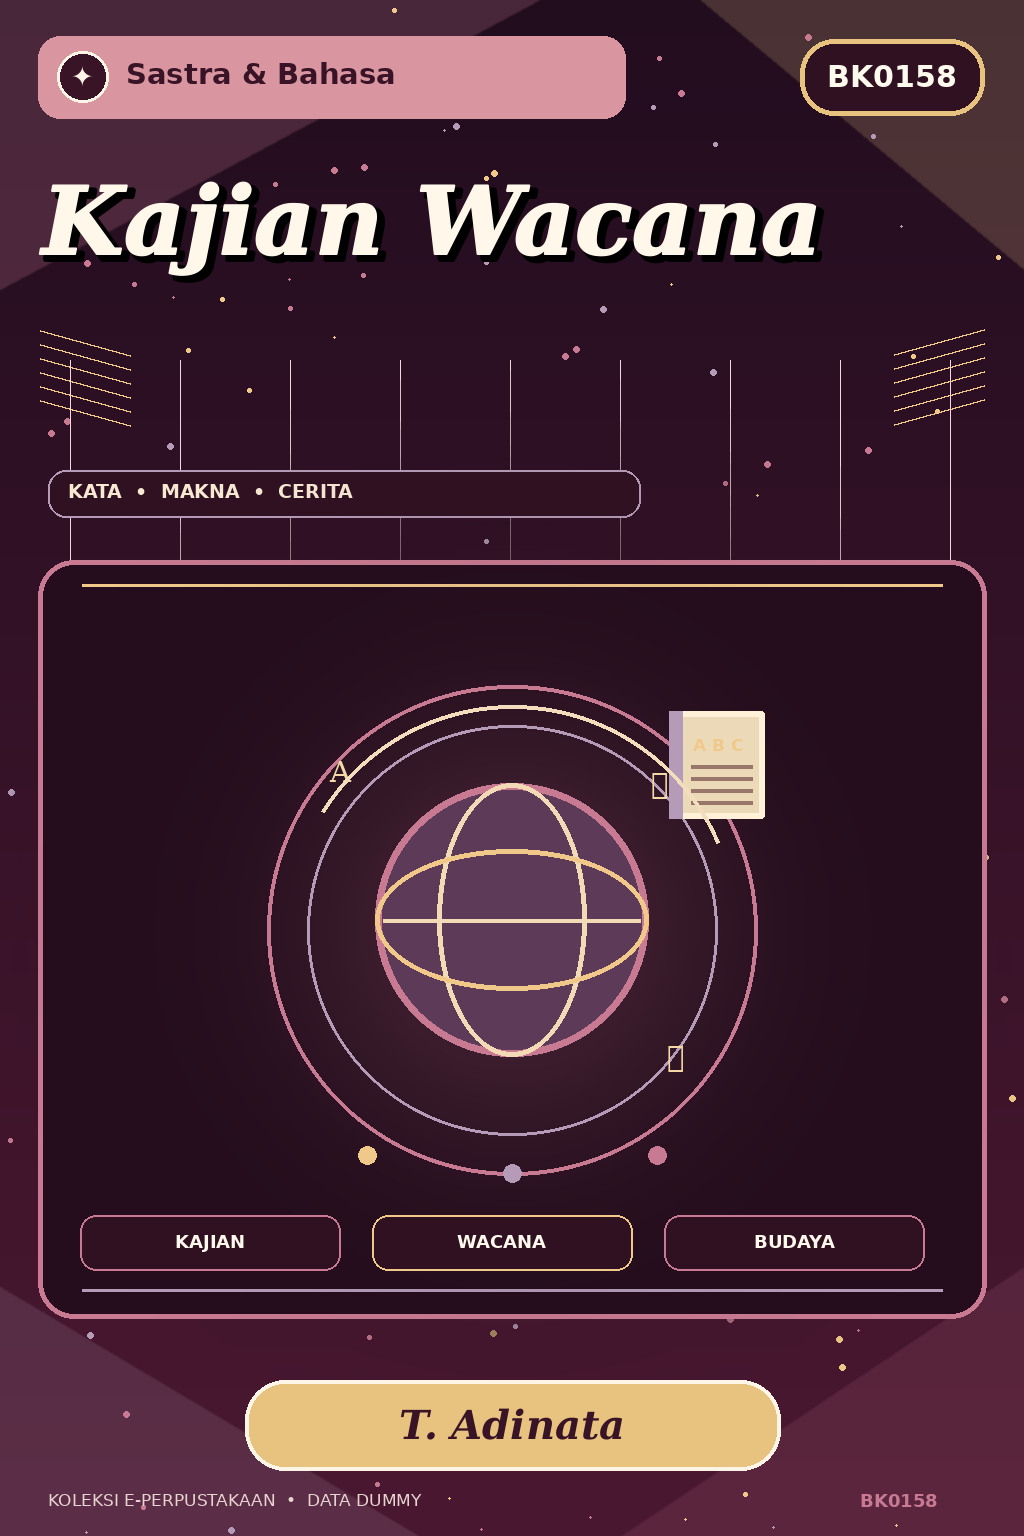 ✦ Sastra & Bahasa
BK0158
Kajian Wacana
KATA • MAKNA • CERITA
A
A B C
KAJIAN
WACANA
BUDAYA
T. Adinata
KOLEKSI E-PERPUSTAKAAN • DATA DUMMY
BK0158